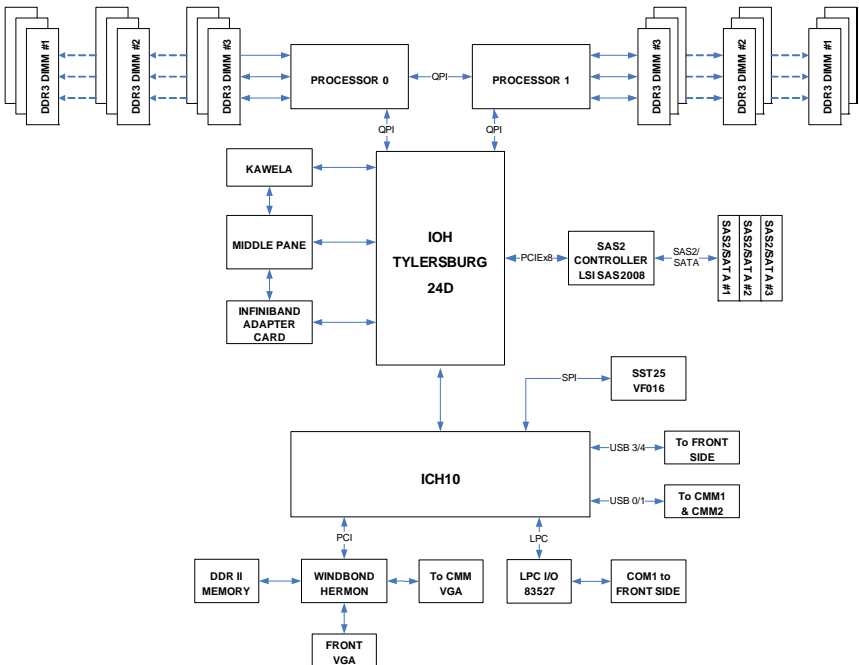 DDR3 DIMM #1
DDR3 DIMM #2
DDR3 DIMM #3
PROCESSOR 0
QPI
PROCESSOR 1
DDR3 DIMM #3
DDR3 DIMM #2
DDR3 DIMM #1
QPI
QPI
KAWELA
MIDDLE PANE
INFINIBAND
ADAPTER
CARD
IOH
TYLERSBURG
24D
PCIEx8
SAS2
CONTROLLER
LSI SAS2008
SAS2/
SATA
SAS2/SATA #1
SAS2/SATA #2
SAS2/SATA #3
SPI
SST25
VF016
ICH10
USB 3/4
To FRONT
SIDE
USB 0/1
To CMM1
& CMM2
PCI
LPC
DDR II
MEMORY
WINDBOND
HERMON
To CMM
VGA
LPC I/O
83527
COM1 to
FRONT SIDE
FRONT
VGA